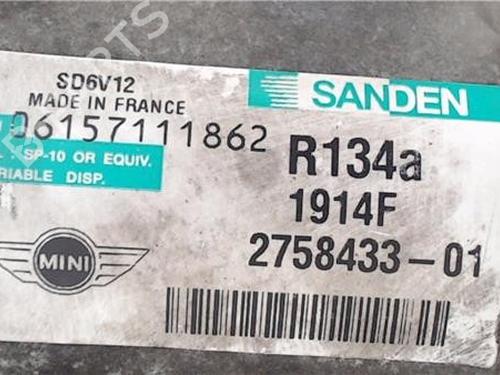 SD6V12
MADE IN FRANCE
SANDEN
06157111862
SP-10 OR EQUIV.
RIABLE DISP.
R134a
1914F
2758433-01
MINI